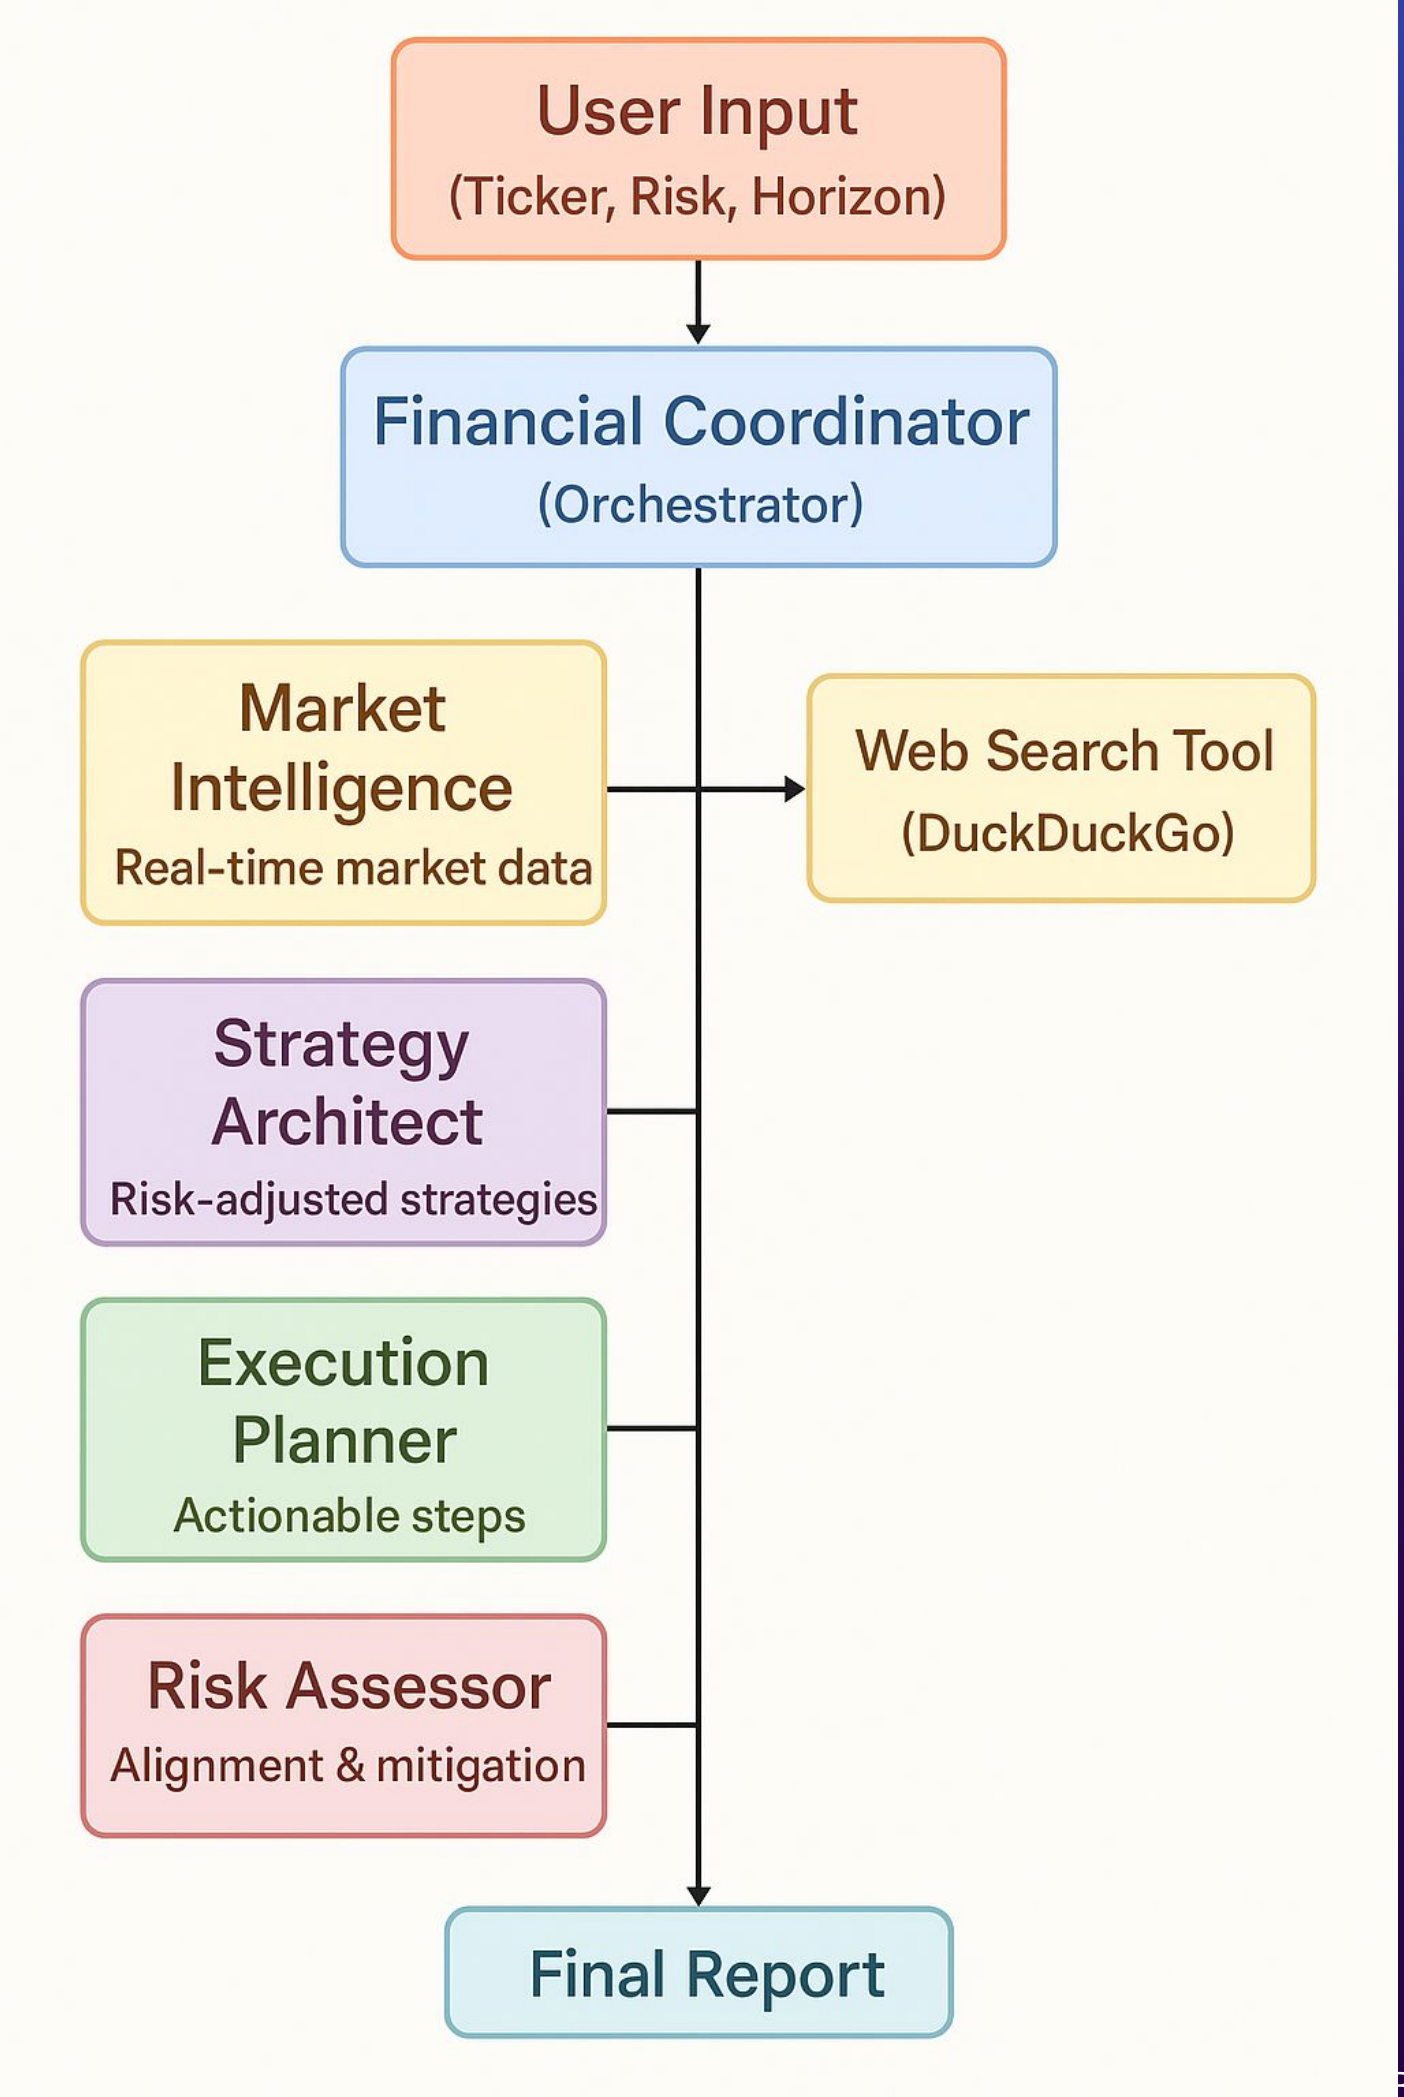 User Input
(Ticker, Risk, Horizon)
Financial Coordinator
(Orchestrator)
Market
Intelligence
Real-time market data
Web Search Tool
(DuckDuckGo)
Strategy
Architect
Risk-adjusted strategies
Execution
Planner
Actionable steps
Risk Assessor
Alignment & mitigation
Final Report